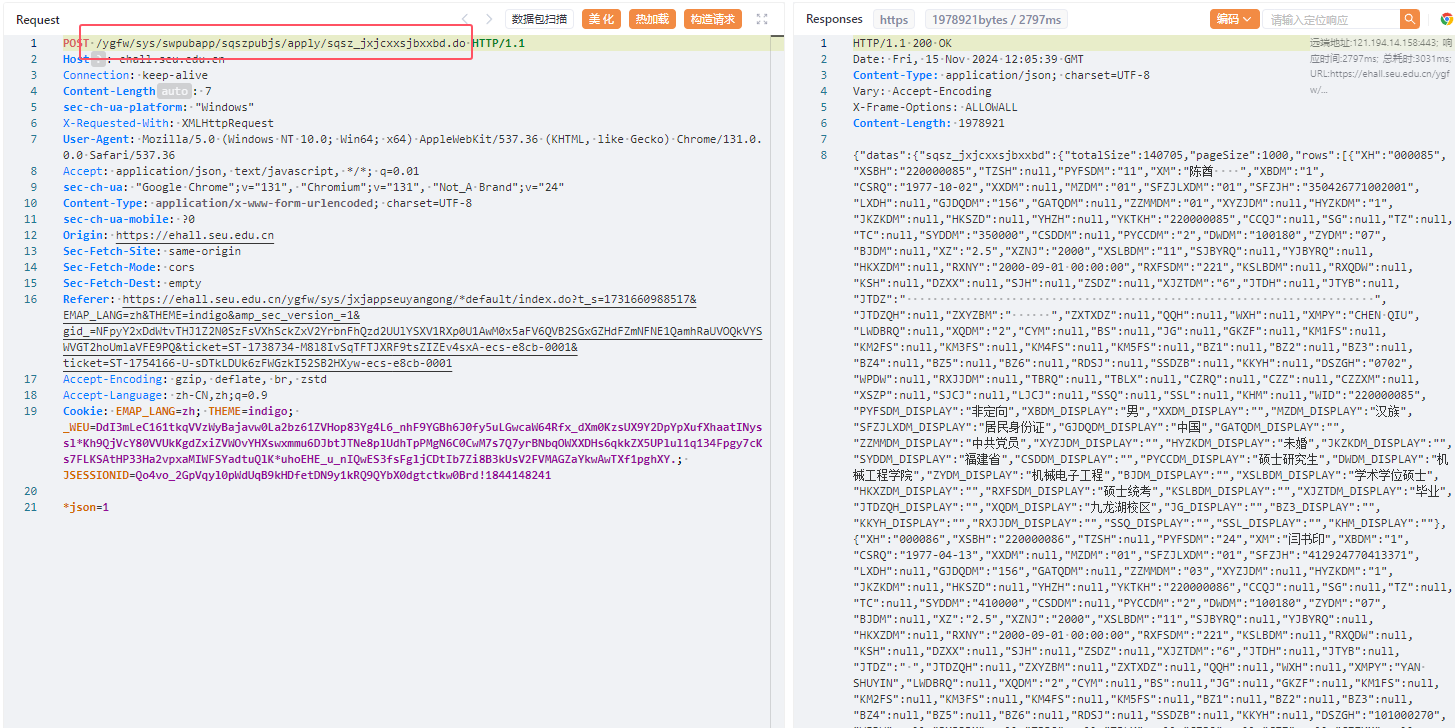 Request
数据包扫描 美 化 热加载 构造请求
1 POST /ygfw/sys/swpubapp/sqszpubjs/apply/sqsz_jxjcxxsjbxxbd.do HTTP/1.1
2 Host ? : ehall.seu.edu.cn
3 Connection: keep-alive
4 Content-Length auto : 7
5 sec-ch-ua-platform: "Windows"
6 X-Requested-With: XMLHttpRequest
7 User-Agent: Mozilla/5.0 (Windows NT 10.0; Win64; x64) AppleWebKit/537.36 (KHTML, like Gecko) Chrome/131.0.
0.0 Safari/537.36
8 Accept: application/json, text/javascript, */*; q=0.01
9 sec-ch-ua: "Google Chrome";v="131", "Chromium";v="131", "Not_A Brand";v="24"
10 Content-Type: application/x-www-form-urlencoded; charset=UTF-8
11 sec-ch-ua-mobile: ?0
12 Origin: https://ehall.seu.edu.cn
13 Sec-Fetch-Site: same-origin
14 Sec-Fetch-Mode: cors
15 Sec-Fetch-Dest: empty
16 Referer: https://ehall.seu.edu.cn/ygfw/sys/jxjappseuyangong/*default/index.do?t_s=1731660988517&
EMAP_LANG=zh&THEME=indigo&amp_sec_version_=1&
gid_=
&ticket=
ticket=
17 Accept-Encoding: gzip, deflate, br, zstd
18 Accept-Language: zh-CN,zh;q=0.9
19 Cookie: EMAP_LANG=zh; THEME=indigo;
_WEU=
JSESSIONID=
20
21 *json=1
Responses https 1978921bytes / 2797ms 编码 请输入定位响应
远端地址:121.194.14.158:443; 响
应时间:2797ms; 总耗时:3031ms;
URL:https://ehall.seu.edu.cn/ygf
w/...
1 HTTP/1.1 200 OK
2 Date: Fri, 15 Nov 2024 12:05:39 GMT
3 Content-Type: application/json; charset=UTF-8
4 Vary: Accept-Encoding
5 X-Frame-Options: ALLOWALL
6 Content-Length: 1978921
7
8 {"datas":{"sqsz_jxjcxxsjbxxbd":{"totalSize":140705,"pageSize":1000,"rows":[{"XH":"000085",
"XSBH":"220000085","TZSH":null,"PYFSDM":"11","XM":"陈酋    ","XBDM":"1",
"CSRQ":"1977-10-02","XXDM":null,"MZDM":"01","SFZJLXDM":"01","SFZJH":"350426771002001",
"LXDH":null,"GJDQDM":"156","GATQDM":null,"ZZMMDM":"01","XYZJDM":null,"HYZKDM":"1",
"JKZKDM":null,"HKSZD":null,"YHZH":null,"YKTKH":"220000085","CCQJ":null,"SG":null,"TZ":null,
"TC":null,"SYDDM":"350000","CSDDM":null,"PYCCDM":"2","DWDM":"100180","ZYDM":"07",
"BJDM":null,"XZ":"2.5","XZNJ":"2000","XSLBDM":"11","SJBYRQ":null,"YJBYRQ":null,
"HKXZDM":null,"RXNY":"2000-09-01 00:00:00","RXFSDM":"221","KSLBDM":null,"RXQDW":null,
"KSH":null,"DZXX":null,"SJH":null,"ZSDZ":null,"XJZTDM":"6","JTDH":null,"JTYB":null,
"JTDZ":"                    ",
"JTDZQH":null,"ZXYZBM":"      ","ZXTXDZ":null,"QQH":null,"WXH":null,"XMPY":"CHEN QIU",
"LWDBRQ":null,"XQDM":"2","CYM":null,"BS":null,"JG":null,"GKZF":null,"KM1FS":null,
"KM2FS":null,"KM3FS":null,"KM4FS":null,"KM5FS":null,"BZ1":null,"BZ2":null,"BZ3":null,
"BZ4":null,"BZ5":null,"BZ6":null,"RDSJ":null,"SSDZB":null,"KKYH":null,"DSZGH":"0702",
"WPDW":null,"RXJJDM":null,"TBRQ":null,"TBLX":null,"CZRQ":null,"CZZ":null,"CZZXM":null,
"XSZP":null,"SJCJ":null,"LJCJ":null,"SSQ":null,"SSL":null,"KHM":null,"WID":"220000085",
"PYFSDM_DISPLAY":"非定向","XBDM_DISPLAY":"男","XXDM_DISPLAY":"","MZDM_DISPLAY":"汉族",
"SFZJLXDM_DISPLAY":"居民身份证","GJDQDM_DISPLAY":"中国","GATQDM_DISPLAY":"",
"ZZMMDM_DISPLAY":"中共党员","XYZJDM_DISPLAY":"","HYZKDM_DISPLAY":"未婚","JKZKDM_DISPLAY":"",
"SYDDM_DISPLAY":"福建省","CSDDM_DISPLAY":"","PYCCDM_DISPLAY":"硕士研究生","DWDM_DISPLAY":"机
械工程学院","ZYDM_DISPLAY":"机械电子工程","BJDM_DISPLAY":"","XSLBDM_DISPLAY":"学术学位硕士",
"HKXZDM_DISPLAY":"","RXFSDM_DISPLAY":"硕士统考","KSLBDM_DISPLAY":"","XJZTDM_DISPLAY":"毕业",
"JTDZQH_DISPLAY":"","XQDM_DISPLAY":"九龙湖校区","JG_DISPLAY":"","BZ3_DISPLAY":"",
"KKYH_DISPLAY":"","RXJJDM_DISPLAY":"","SSQ_DISPLAY":"","SSL_DISPLAY":"","KHM_DISPLAY":""},
{"XH":"000086","XSBH":"220000086","TZSH":null,"PYFSDM":"24","XM":"闫书印","XBDM":"1",
"CSRQ":"1977-04-13","XXDM":null,"MZDM":"01","SFZJLXDM":"01","SFZJH":"412924770413371",
"LXDH":null,"GJDQDM":"156","GATQDM":null,"ZZMMDM":"03","XYZJDM":null,"HYZKDM":"1",
"JKZKDM":null,"HKSZD":null,"YHZH":null,"YKTKH":"220000086","CCQJ":null,"SG":null,"TZ":null,
"TC":null,"SYDDM":"410000","CSDDM":null,"PYCCDM":"2","DWDM":"100180","ZYDM":"07",
"BJDM":null,"XZ":"2.5","XZNJ":"2000","XSLBDM":"11","SJBYRQ":null,"YJBYRQ":null,
"HKXZDM":null,"RXNY":"2000-09-01 00:00:00","RXFSDM":"221","KSLBDM":null,"RXQDW":null,
"KSH":null,"DZXX":null,"SJH":null,"ZSDZ":null,"XJZTDM":"6","JTDH":null,"JTYB":null,
"JTDZ":" ","JTDZQH":null,"ZXYZBM":null,"ZXTXDZ":null,"QQH":null,"WXH":null,"XMPY":"YAN
SHUYIN","LWDBRQ":null,"XQDM":"2","CYM":null,"BS":null,"JG":null,"GKZF":null,"KM1FS":null,
"KM2FS":null,"KM3FS":null,"KM4FS":null,"KM5FS":null,"BZ1":null,"BZ2":null,"BZ3":null,
"BZ4":null,"BZ5":null,"BZ6":null,"RDSJ":null,"SSDZB":null,"KKYH":null,"DSZGH":"101000270",